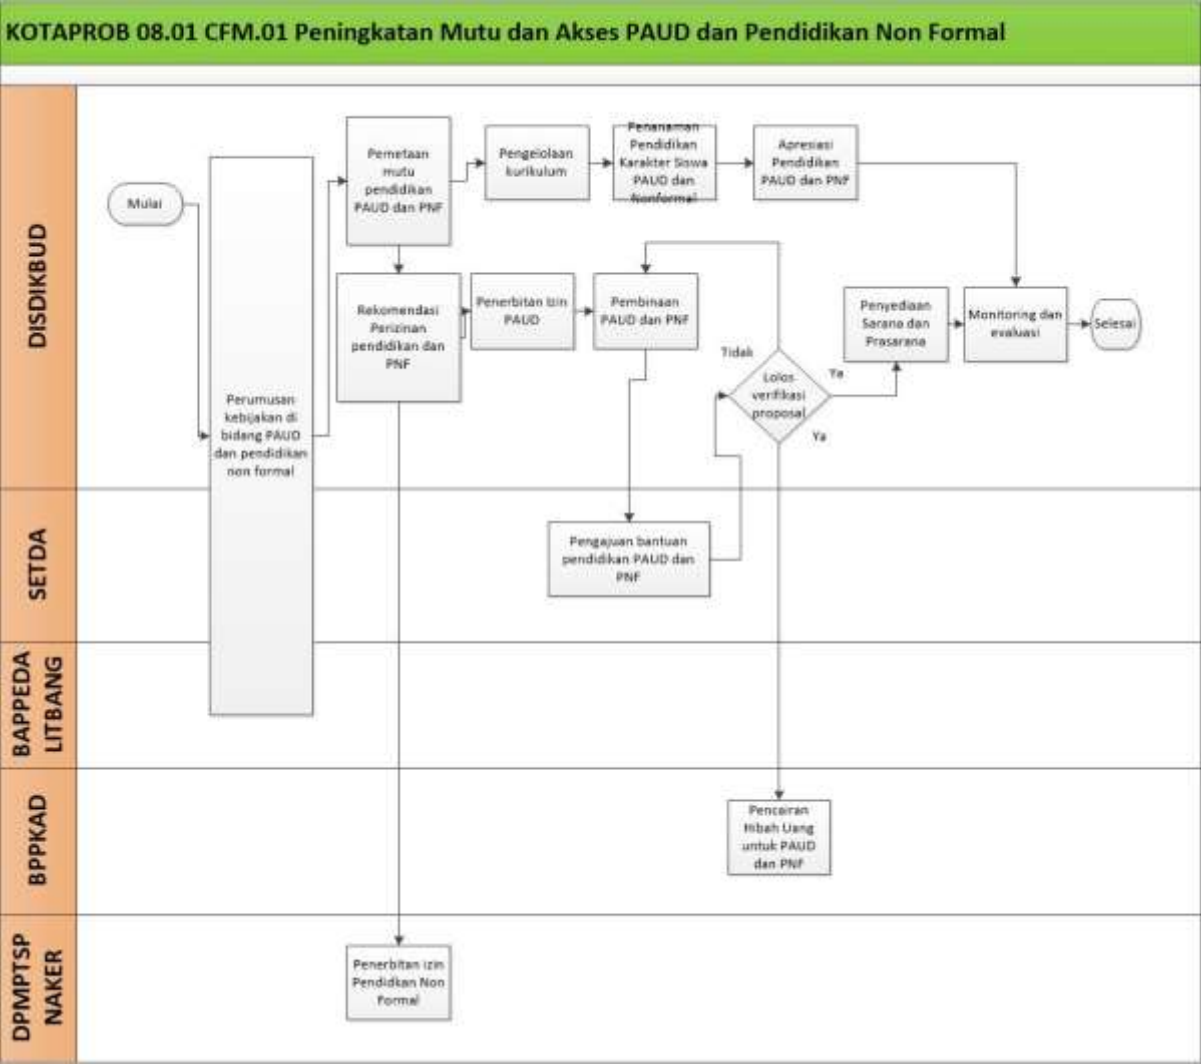 KOTAPROB 08.01 CFM.01 Peningkatan Mutu dan Akses PAUD dan Pendidikan Non Formal
DISDIKBUD
Mulai
Perumusan
kebijakan di
bidang PAUD
dan pendidikan
non formal
Pemetaan
mutu
pendidikan
PAUD dan PNF
Pengelolaan
kurikulum
Penanaman
Pendidikan
Karakter Siswa
PAUD dan
Nonformal
Apresiasi
Pendidikan
PAUD dan PNF
Rekomendasi
Perizinan
pendidikan dan
PNF
Penerbitan Izin
PAUD
Pembinaan
PAUD dan PNF
Tidak
Lolos
verifikasi
proposal
Ya
Ya
Penyediaan
Sarana dan
Prasarana
Monitoring dan
evaluasi
Selesai
SETDA
Pengajuan bantuan
pendidikan PAUD dan
PNF
BAPPEDA
LITBANG
BPPKAD
Pencairan
Hibah Uang
untuk PAUD
dan PNF
DPMPTSP
NAKER
Penerbitan izin
Pendidkan Non
Formal